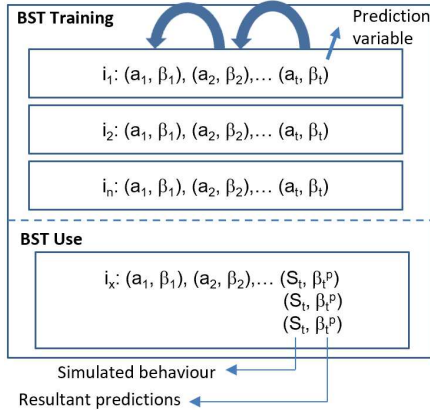 BST Training
Prediction
variable
i₁: (a₁, β₁), (a₂, β₂),... (aₜ, βₜ)
i₂: (a₁, β₁), (a₂, β₂),... (aₜ, βₜ)
iₙ: (a₁, β₁), (a₂, β₂),... (aₜ, βₜ)
BST Use
iₓ: (a₁, β₁), (a₂, β₂),... (Sₜ, βₜᵖ)
(Sₜ, βₜᵖ)
(Sₜ, βₜᵖ)
Simulated behaviour
Resultant predictions